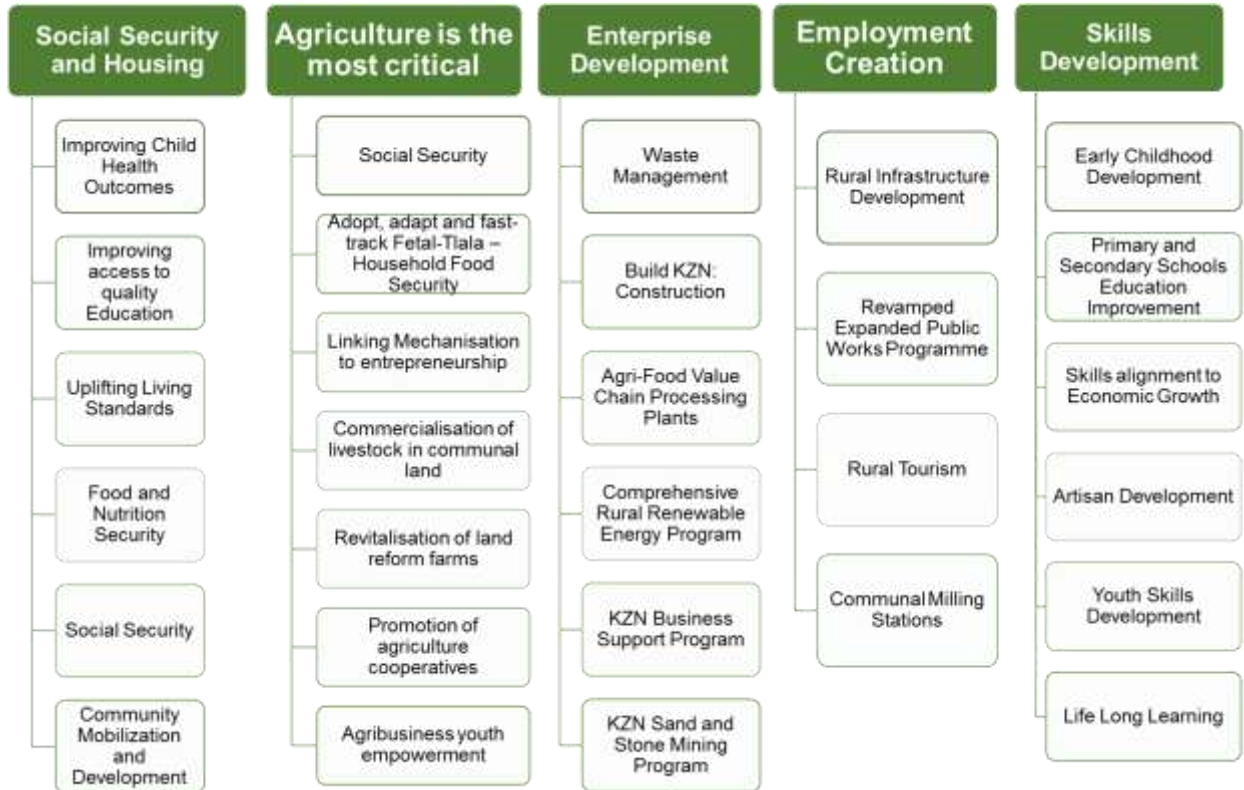 Social Security
and Housing
Improving Child
Health
Outcomes
Improving
access to
quality
Education
Uplifting Living
Standards
Food and
Nutrition
Security
Social Security
Community
Mobilization
and
Development
Agriculture is the
most critical
Social Security
Adopt, adapt and fast-
track Fetal-Tlala –
Household Food
Security
Linking Mechanisation
to entrepreneurship
Commercialisation of
livestock in communal
land
Revitalisation of land
reform farms
Promotion of
agriculture
cooperatives
Agribusiness youth
empowerment
Enterprise
Development
Waste
Management
Build KZN:
Construction
Agri-Food Value
Chain Processing
Plants
Comprehensive
Rural Renewable
Energy Program
KZN Business
Support Program
KZN Sand and
Stone Mining
Program
Employment
Creation
Rural Infrastructure
Development
Revamped
Expanded Public
Works Programme
Rural Tourism
Communal Milling
Stations
Skills
Development
Early Childhood
Development
Primary and
Secondary Schools
Education
Improvement
Skills alignment to
Economic Growth
Artisan Development
Youth Skills
Development
Life Long Learning